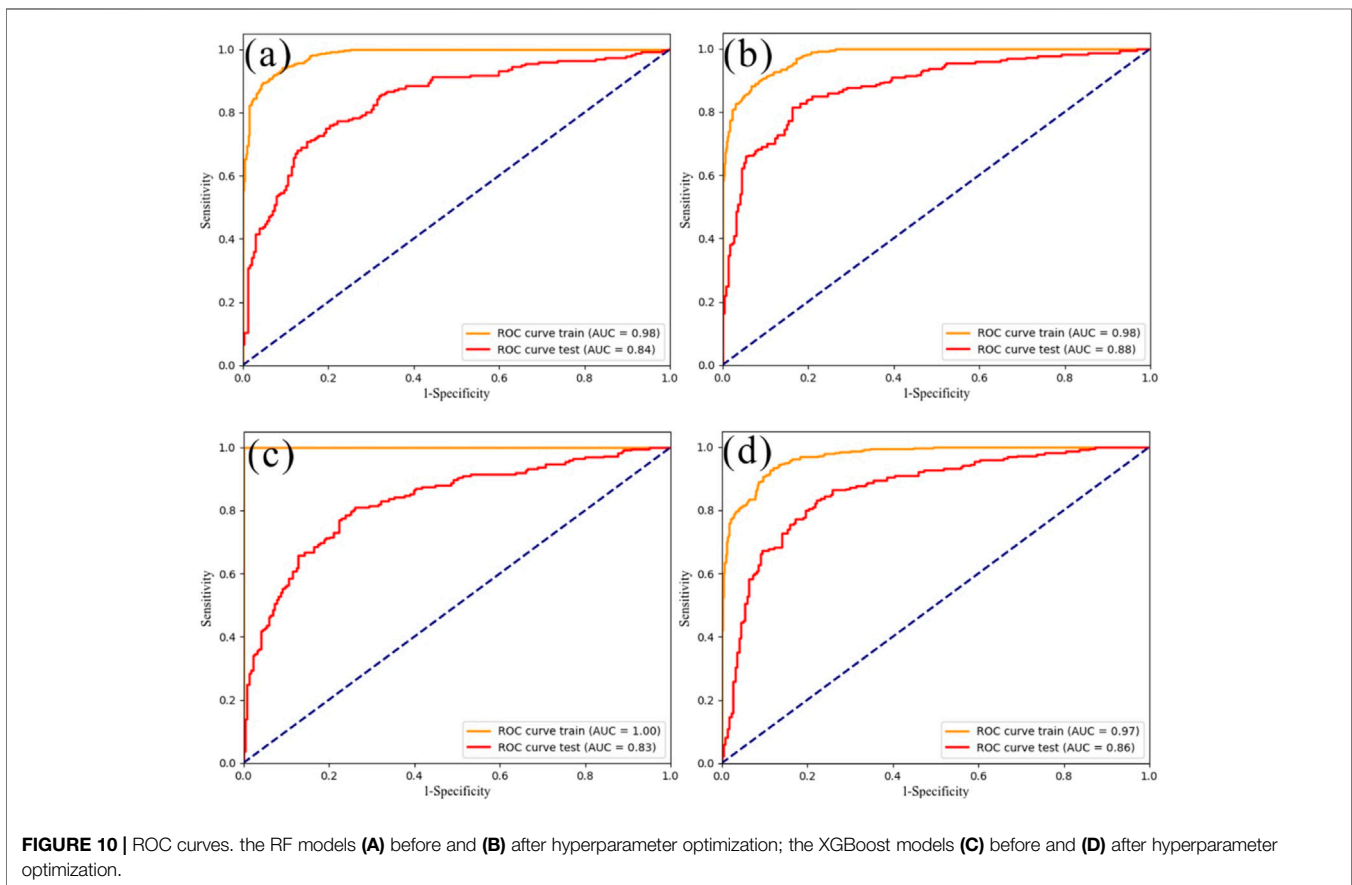 (a)
1.0
0.8
0.6
0.4
0.2
0.0
Sensitivity
ROC curve train (AUC = 0.98)
ROC curve test (AUC = 0.84)
0.0 0.2 0.4 0.6 0.8 1.0
1-Specificity
(b)
1.0
0.8
0.6
0.4
0.2
0.0
Sensitivity
ROC curve train (AUC = 0.98)
ROC curve test (AUC = 0.88)
0.0 0.2 0.4 0.6 0.8 1.0
1-Specificity
(c)
1.0
0.8
0.6
0.4
0.2
0.0
Sensitivity
ROC curve train (AUC = 1.00)
ROC curve test (AUC = 0.83)
0.0 0.2 0.4 0.6 0.8 1.0
1-Specificity
(d)
1.0
0.8
0.6
0.4
0.2
0.0
Sensitivity
ROC curve train (AUC = 0.97)
ROC curve test (AUC = 0.86)
0.0 0.2 0.4 0.6 0.8 1.0
1-Specificity
FIGURE 10 | ROC curves. the RF models (A) before and (B) after hyperparameter optimization; the XGBoost models (C) before and (D) after hyperparameter
optimization.